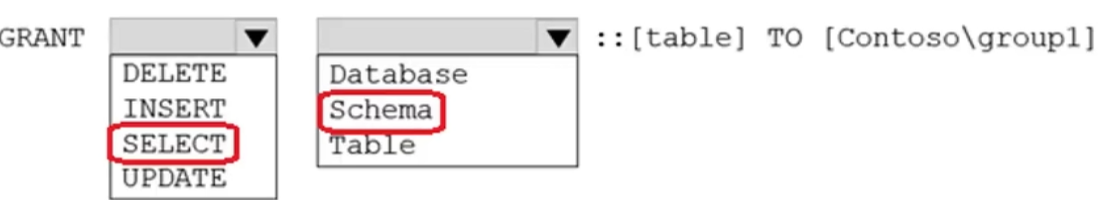 GRANT ::[table] TO [Contoso\group1]
DELETE Database
INSERT Schema
SELECT Table
UPDATE